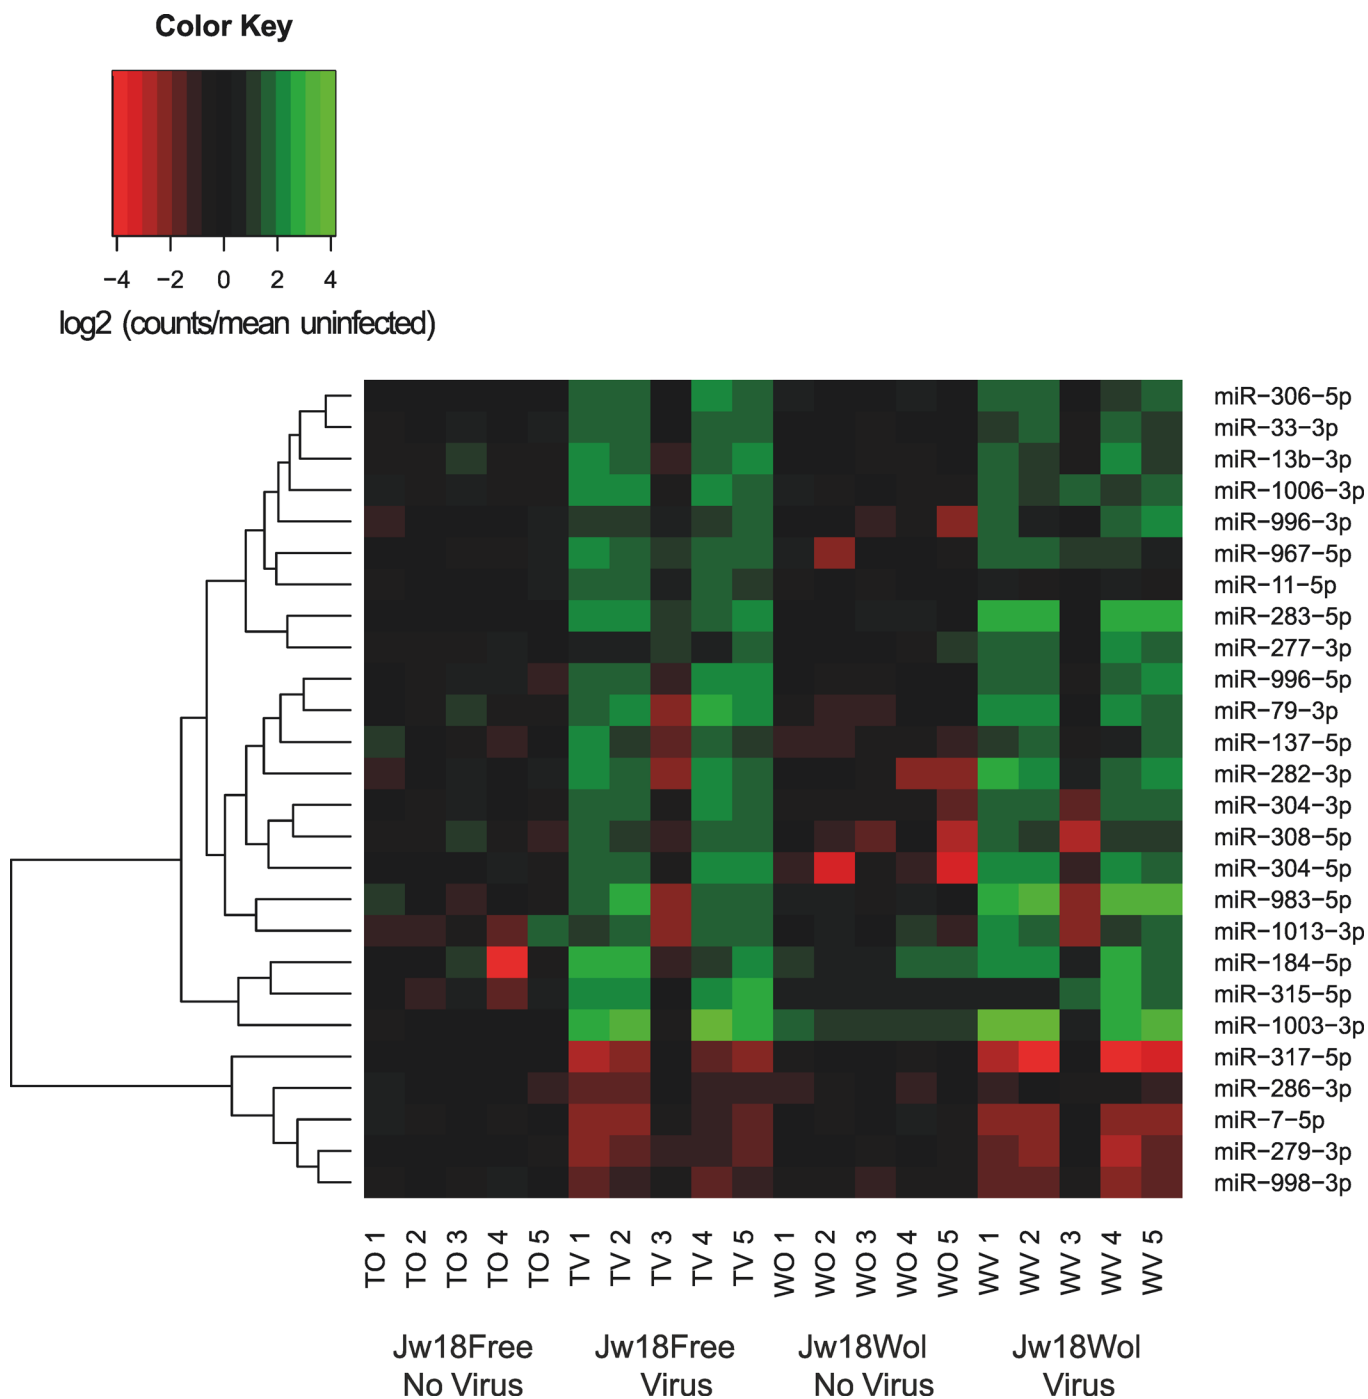 Color Key
−4 −2 0 2 4
log2 (counts/mean uninfected)
miR−306−5p
miR−33−3p
miR−13b−3p
miR−1006−3p
miR−996−3p
miR−967−5p
miR−11−5p
miR−283−5p
miR−277−3p
miR−996−5p
miR−79−3p
miR−137−5p
miR−282−3p
miR−304−3p
miR−308−5p
miR−304−5p
miR−983−5p
miR−1013−3p
miR−184−5p
miR−315−5p
miR−1003−3p
miR−317−5p
miR−286−3p
miR−7−5p
miR−279−3p
miR−998−3p
TO 1
TO 2
TO 3
TO 4
TO 5
TV 1
TV 2
TV 3
TV 4
TV 5
WO 1
WO 2
WO 3
WO 4
WO 5
WV 1
WV 2
WV 3
WV 4
WV 5
Jw18Free
No Virus
Jw18Free
Virus
Jw18Wol
No Virus
Jw18Wol
Virus